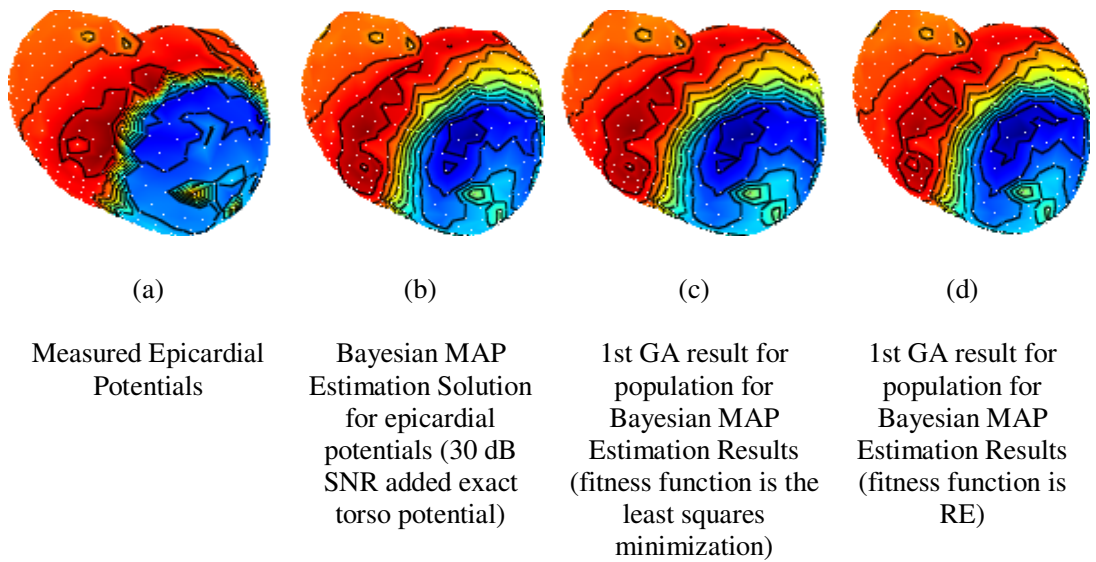 (a)
(b)
(c)
(d)
Measured Epicardial
Potentials
Bayesian MAP
Estimation Solution
for epicardial
potentials (30 dB
SNR added exact
torso potential)
1st GA result for
population for
Bayesian MAP
Estimation Results
(fitness function is the
least squares
minimization)
1st GA result for
population for
Bayesian MAP
Estimation Results
(fitness function is
RE)